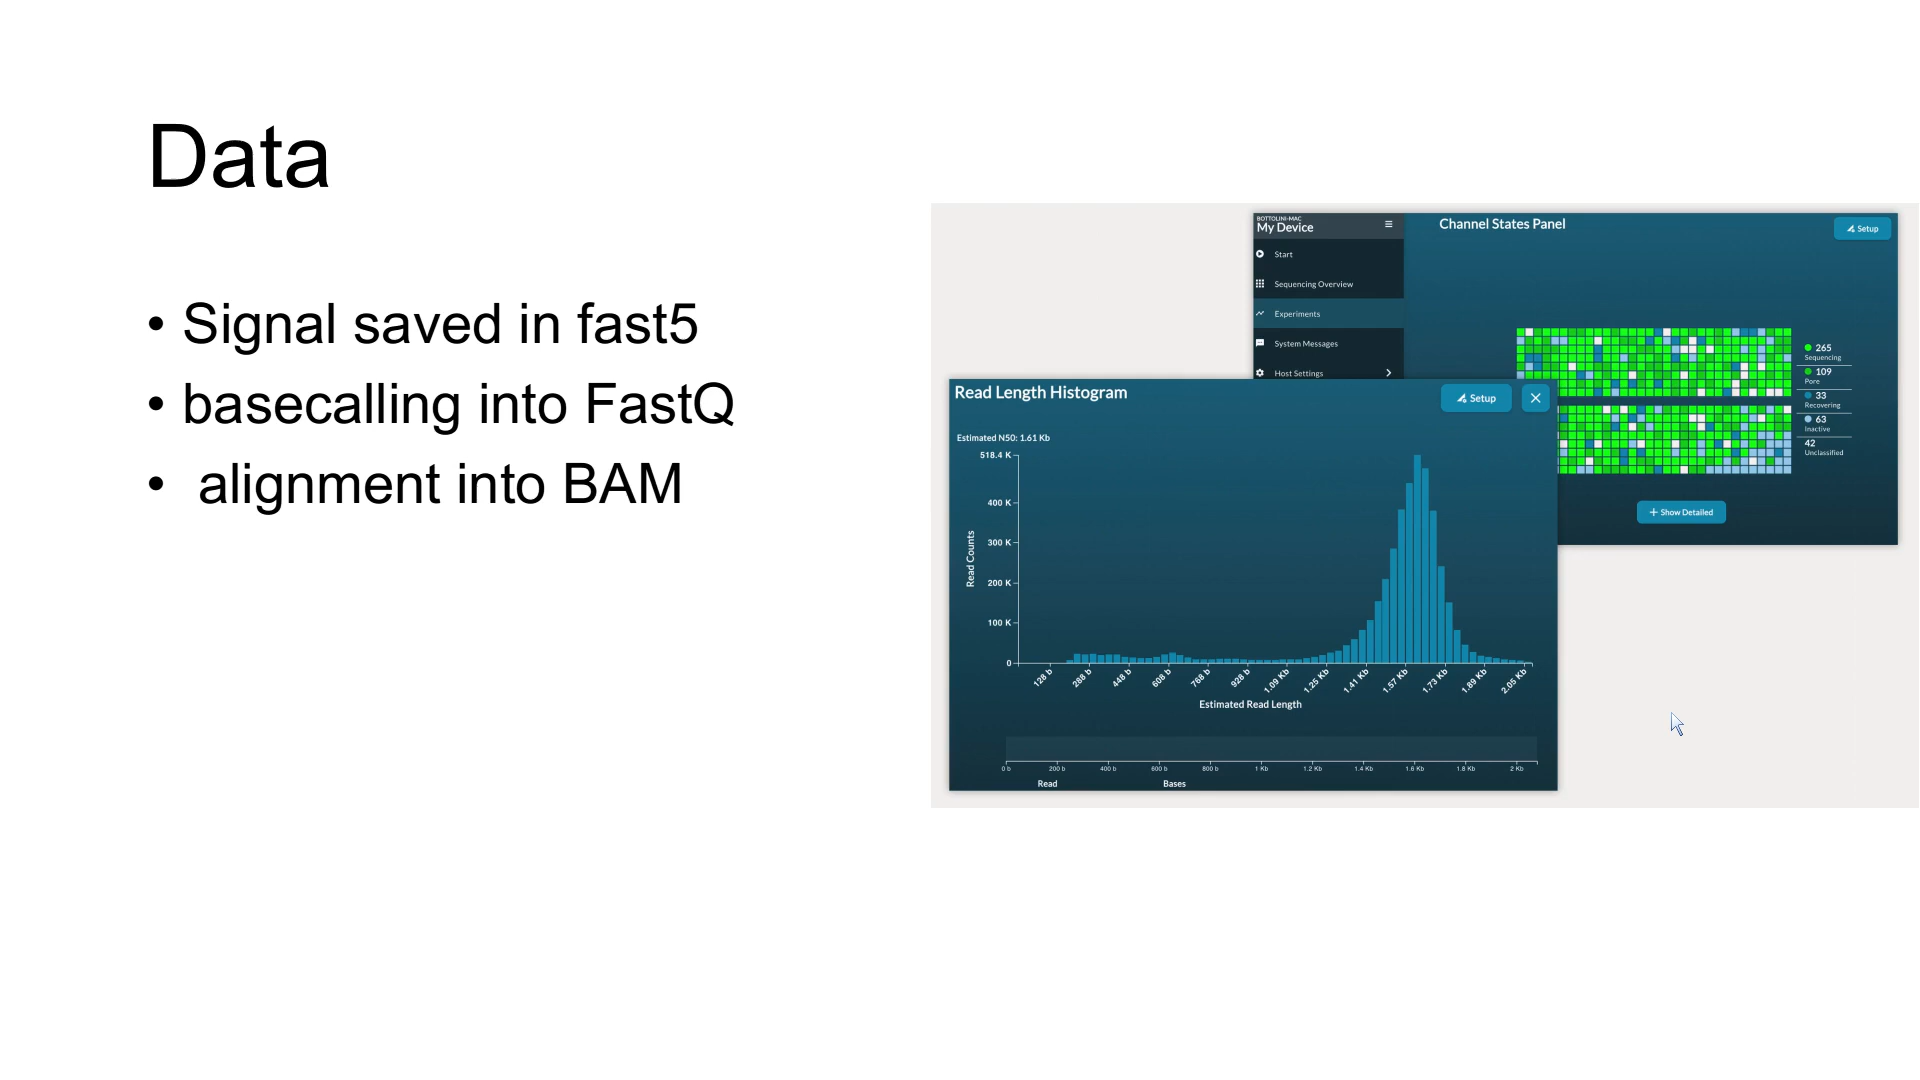 Data
• Signal saved in fast5
• basecalling into FastQ
• alignment into BAM
BOTTOLINI-MAC
My Device
Start
Sequencing Overview
Experiments
System Messages
Host Settings
Channel States Panel
Setup
265
Sequencing
109
Pore
33
Recovering
63
Inactive
42
Unclassified
+ Show Detailed
Read Length Histogram
Setup
Estimated N50: 1.61 Kb
518.4 K
400 K
300 K
200 K
100 K
0
Read Counts
128 b 288 b 448 b 608 b 768 b 928 b 1.09 Kb 1.25 Kb 1.41 Kb 1.57 Kb 1.73 Kb 1.89 Kb 2.05 Kb
Estimated Read Length
0 b 200 b 400 b 600 b 800 b 1 Kb 1.2 Kb 1.4 Kb 1.6 Kb 1.8 Kb 2 Kb
Read Bases